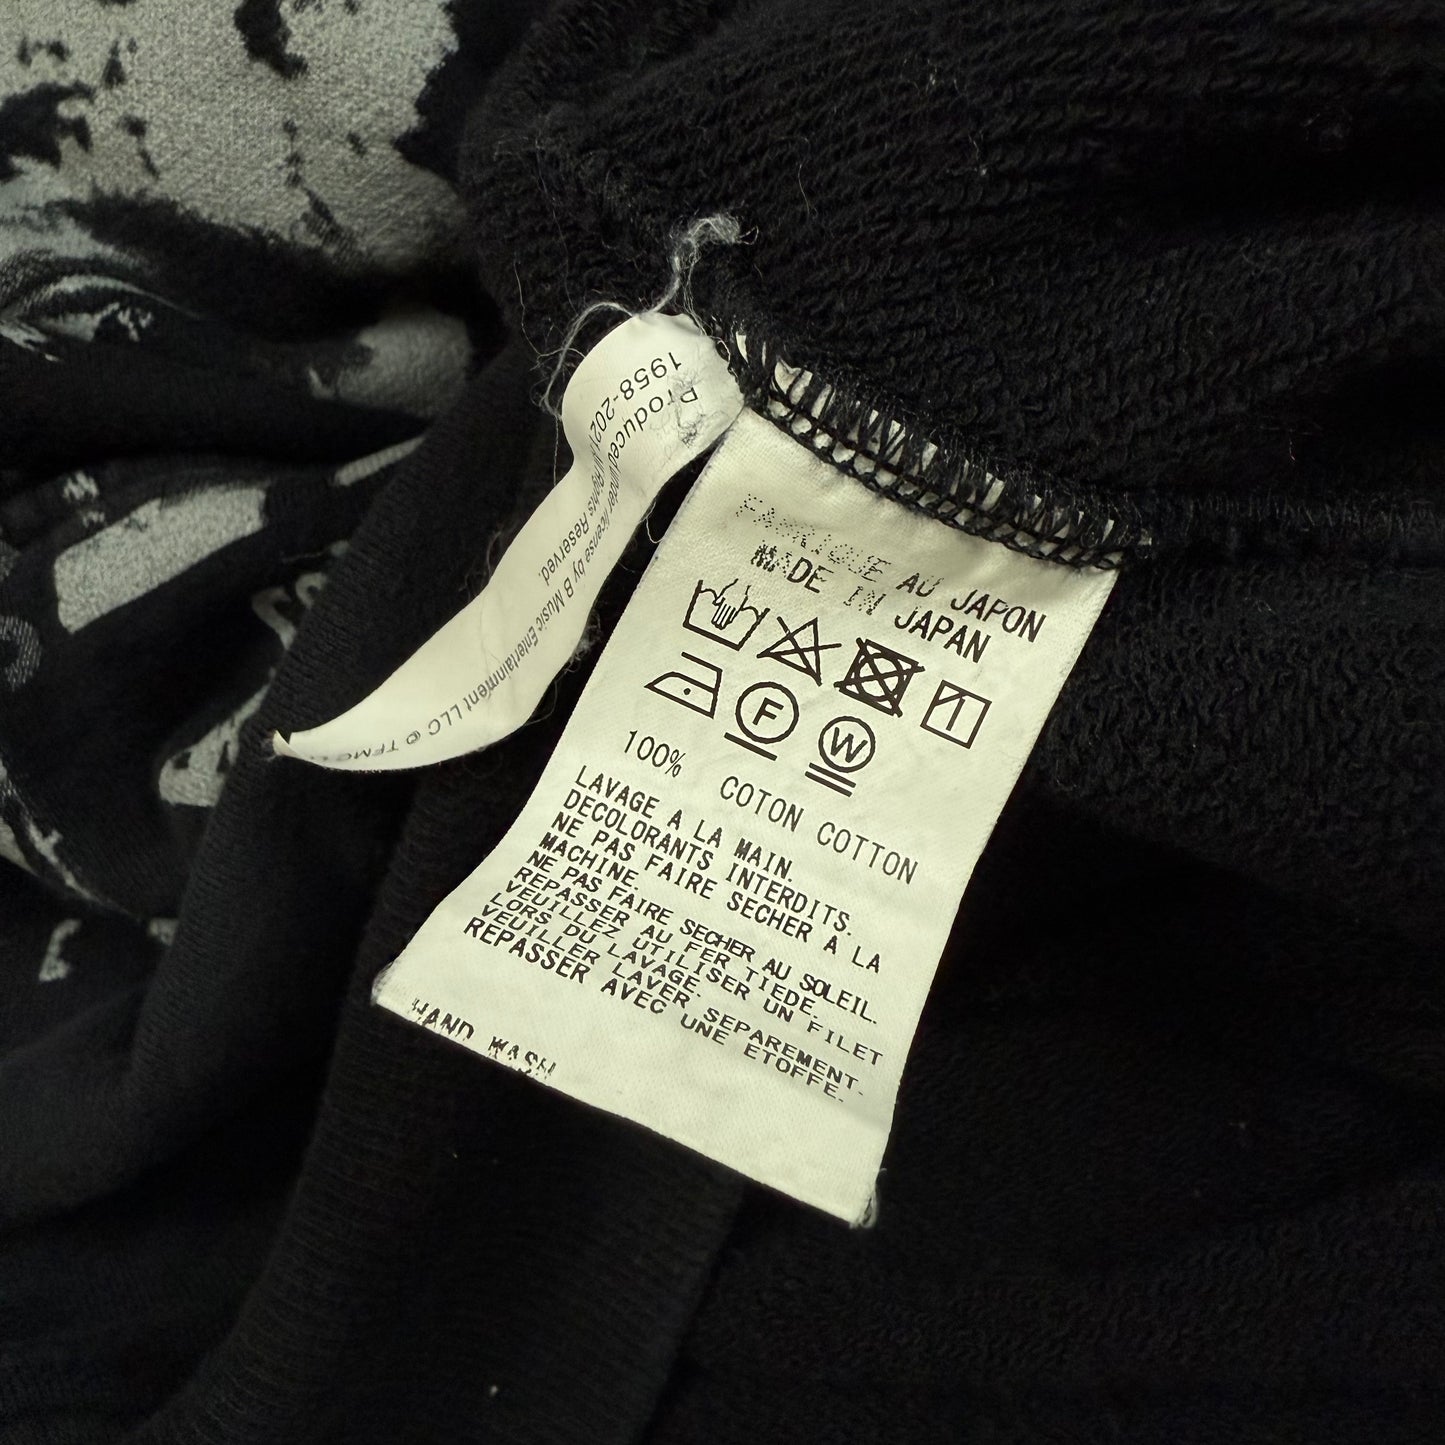 1958-2021 All Rights Reserved.
Produced under license by B Music Entertainment LLC © TFMC
FABRIQUE AU JAPON
MADE IN JAPAN
F
W
100% COTON COTTON
LAVAGE A LA MAIN.
DECOLORANTS INTERDITS.
NE PAS FAIRE SECHER A LA
MACHINE.
NE PAS FAIRE SECHER AU SOLEIL.
REPASSER AU FER TIEDE.
VEUILLEZ UTILISER UN FILET
LORS DU LAVAGE.
VEUILLER LAVER SEPAREMENT.
REPASSER AVEC UNE ETOFFE.
HAND WASH